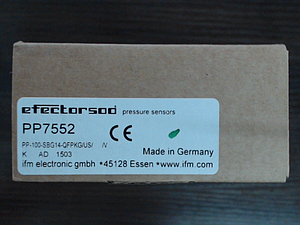 efector500 pressure sensors
PP7552
CE
PP-100-SBG14-QFPKG/US/ /V
K AD 1503
Made in Germany
ifm electronic gmbh • 45128 Essen • www.ifm.com